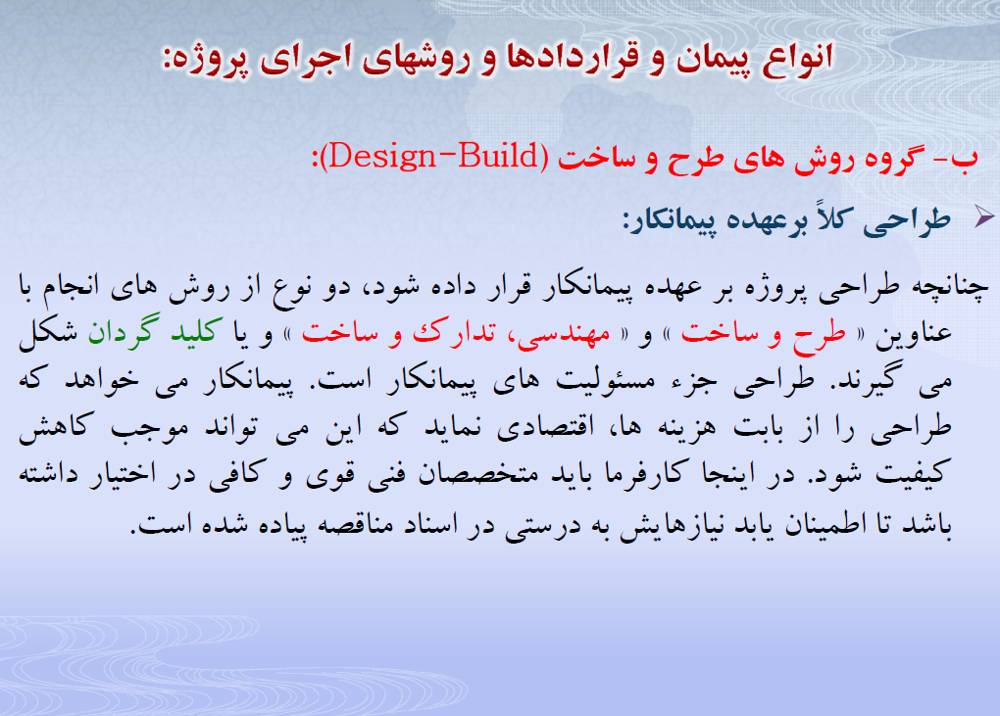 انواع پیمان و قراردادها و روشهای اجرای پروژه:
ب- گروه روش های طرح و ساخت (Design-Build):
طراحی کلاً برعهده پیمانکار:
چنانچه طراحی پروژه بر عهده پیمانکار قرار داده شود، دو نوع از روش های انجام با
عناوین « طرح و ساخت » و « مهندسی، تدارک و ساخت » و یا کلید گردان شکل
می گیرند. طراحی جزء مسئولیت های پیمانکار است. پیمانکار می خواهد که
طراحی را از بابت هزینه ها، اقتصادی نماید که این می تواند موجب کاهش
کیفیت شود. در اینجا کارفرما باید متخصصان فنی قوی و کافی در اختیار داشته
باشد تا اطمینان یابد نیازهایش به درستی در اسناد مناقصه پیاده شده است.